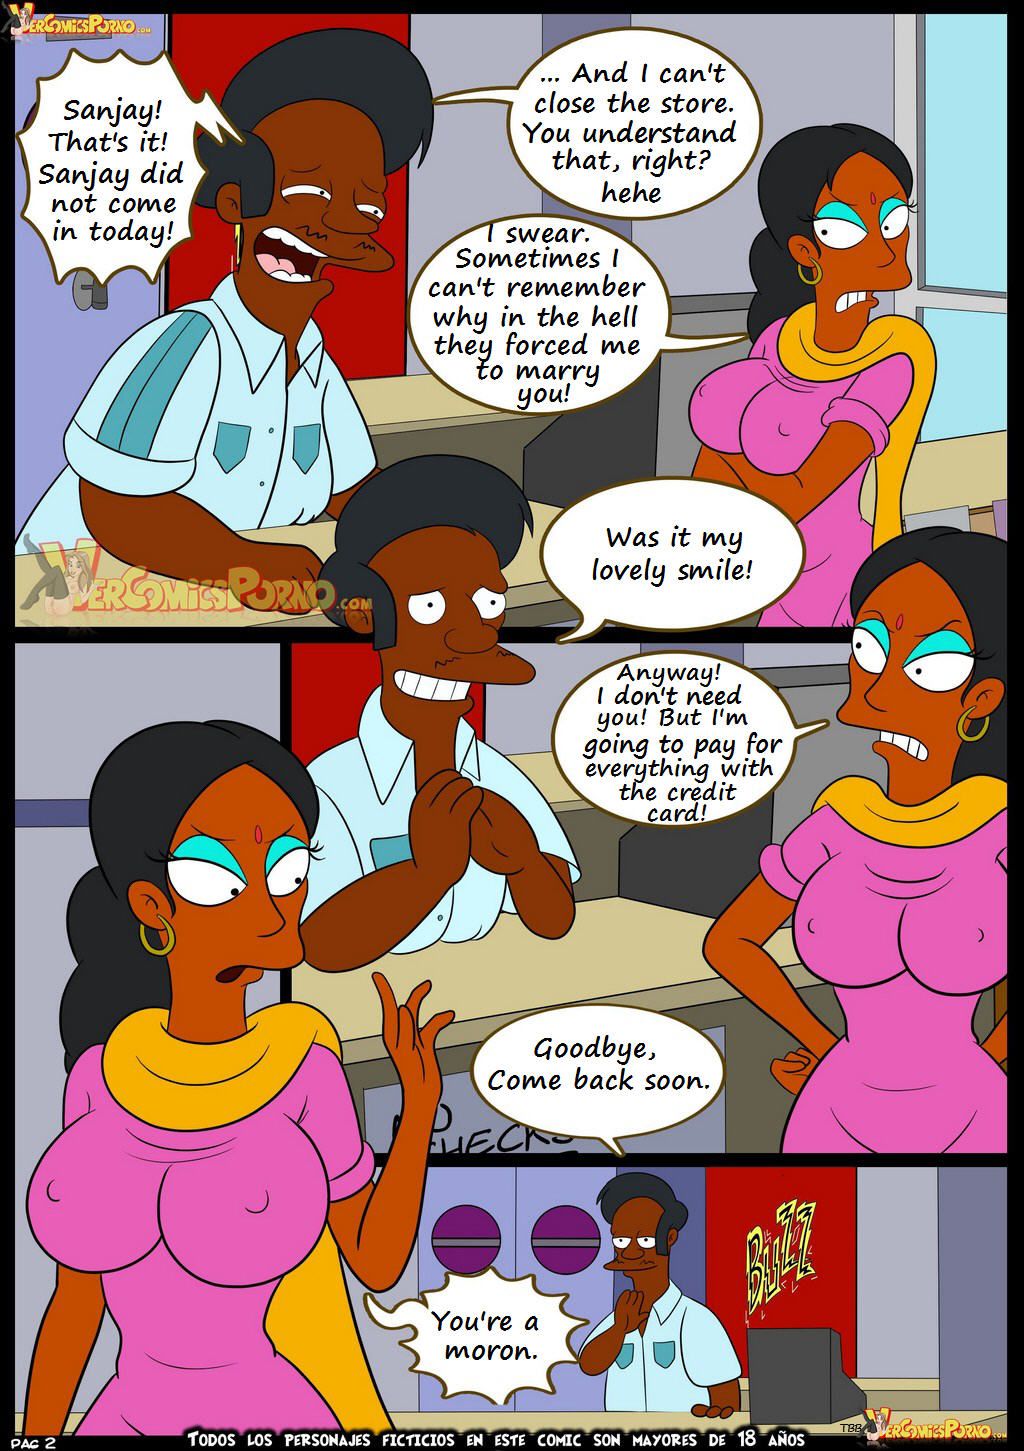 VERCOMICSPORNO.COM
Sanjay!
That's it!
Sanjay did
not come
in today!
... And I can't
close the store.
You understand
that, right?
hehe
I swear.
Sometimes I
can't remember
why in the hell
they forced me
to marry
you!
VERCOMICSPORNO.COM
Was it my
lovely smile!
Anyway!
I don't need
you! But I'm
going to pay for
everything with
the credit
card!
Goodbye,
Come back soon.
NO
CHECKS
BUZZ
You're a
moron.
PAG 2
TODOS LOS PERSONAJES FICTICIOS EN ESTE COMIC SON MAYORES DE 18 AÑOS
TBB
VERCOMICSPORNO.COM